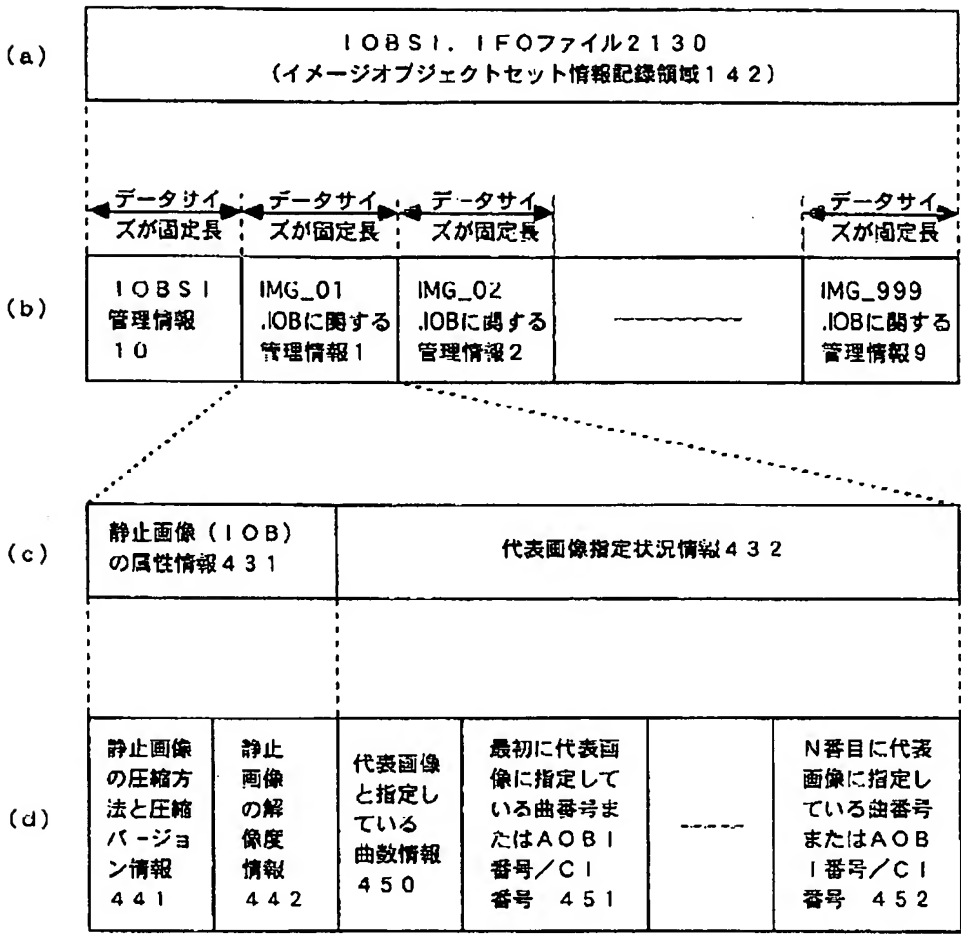 (a)
IOBSI. IFOファイル2130
(イメージオブジェクトセット情報記録領域142)
データサイ
ズが固定長
データサイ
ズが固定長
データサイ
ズが固定長
データサイ
ズが固定長
(b)
IOBSI
管理情報
10
IMG_01
.IOBに関する
管理情報1
IMG_02
.IOBに関する
管理情報2
IMG_999
.IOBに関する
管理情報9
(c)
静止画像(IOB)
の属性情報431
代表画像指定状況情報432
(d)
静止画像
の圧縮方
法と圧縮
バージョ
ン情報
441
静止
画像
の解
像度
情報
442
代表画像
と指定し
ている
曲数情報
450
最初に代表画
像に指定して
いる曲番号ま
たはAOBI
番号/CI
番号 451
N番目に代表
画像に指定し
ている曲番号
またはAOB
I番号/CI
番号 452